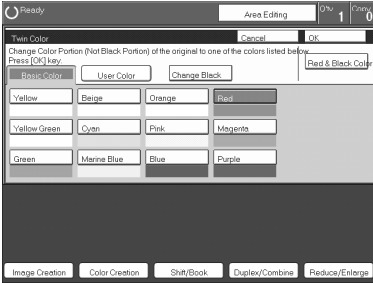 Ready
Area Editing
1
0
Twin Color
Cancel
OK
Change Color Portion (Not Black Portion) of the original to one of the colors listed below
Press [OK] key.
Red & Black Color
Basic Color
User Color
Change Black
Yellow
Beige
Orange
Red
Yellow Green
Cyan
Pink
Magenta
Green
Marine Blue
Blue
Purple
Image Creation
Color Creation
Shift/Book
Duplex/Combine
Reduce/Enlarge